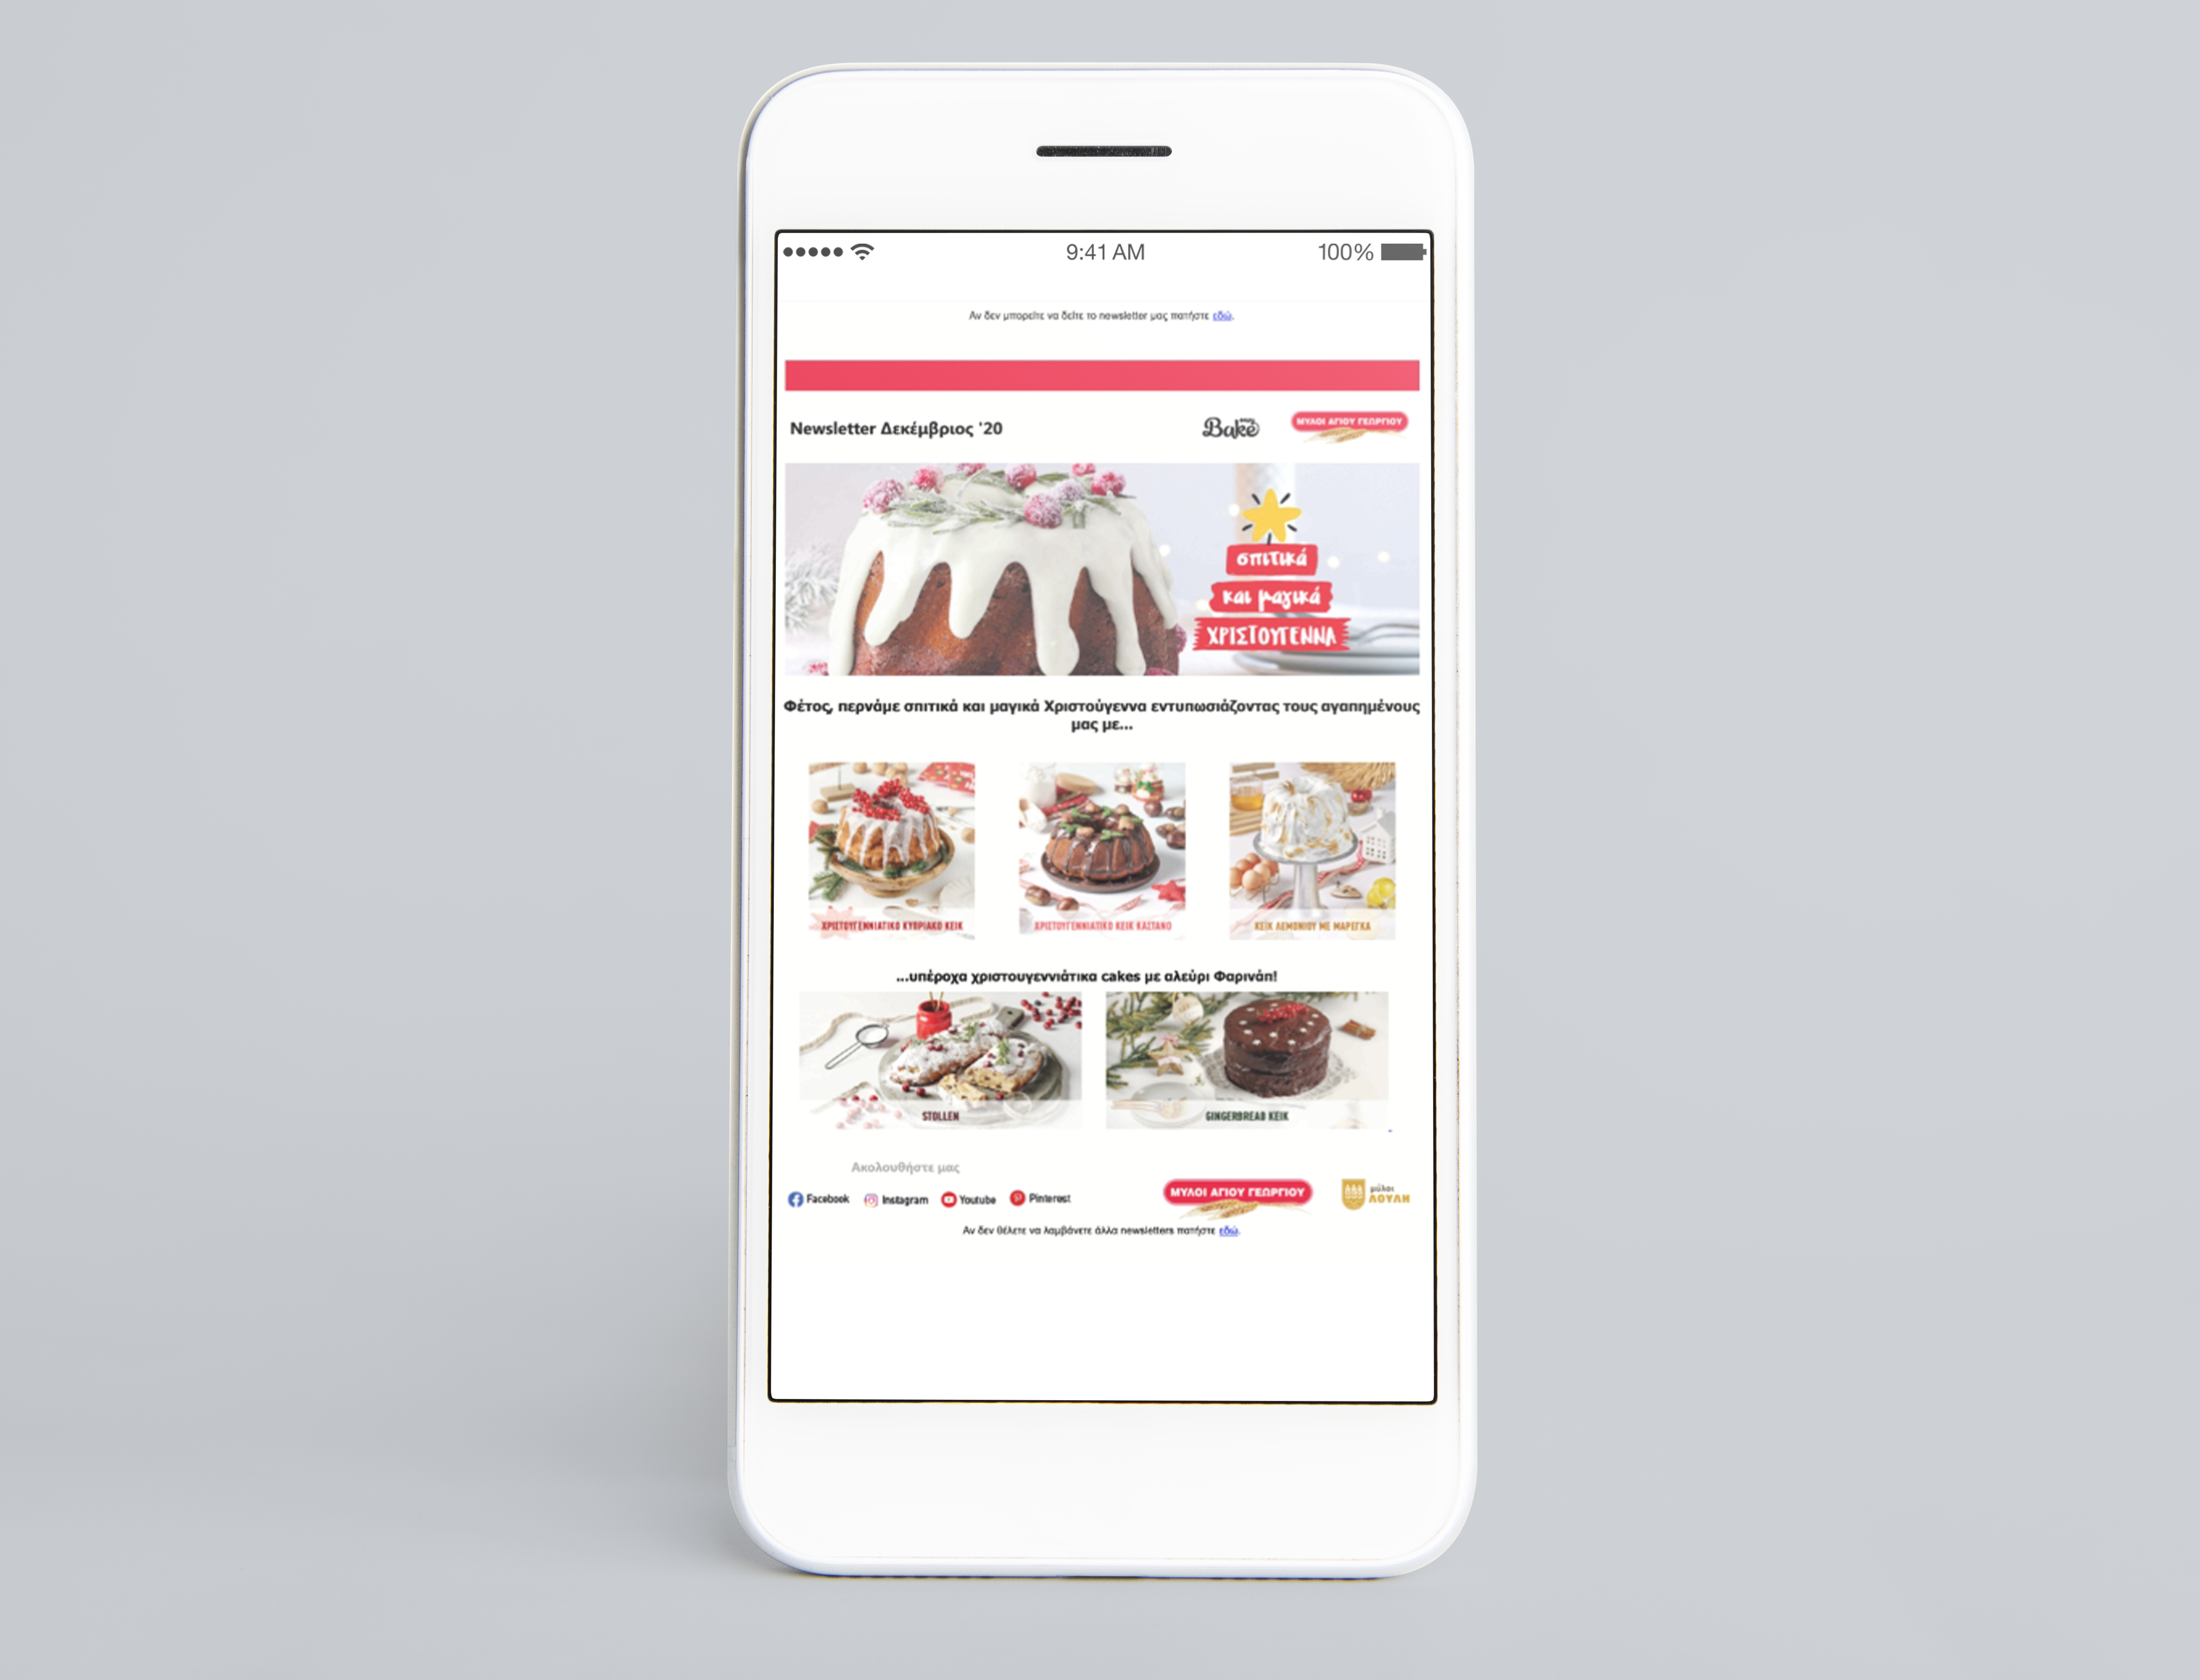 9:41 AM
100%
Αν δεν μπορείτε να δείτε το newsletter μας πατήστε εδώ.
Newsletter Δεκέμβριος '20
Bake
ΜΥΛΟΙ ΑΓΙΟΥ ΓΕΩΡΓΙΟΥ
σπιτικά
και μαγικά
ΧΡΙΣΤΟΥΓΕΝΝΑ
Φέτος, περνάμε σπιτικά και μαγικά Χριστούγεννα εντυπωσιάζοντας τους αγαπημένους
μας με...
ΧΡΙΣΤΟΥΓΕΝΝΙΑΤΙΚΟ ΚΥΠΡΙΑΚΟ ΚΕΙΚ
ΧΡΙΣΤΟΥΓΕΝΝΙΑΤΙΚΟ ΚΕΙΚ ΚΑΣΤΑΝΟ
ΚΕΙΚ ΛΕΜΟΝΙΟΥ ΜΕ ΜΑΡΕΓΚΑ
...υπέροχα χριστουγεννιάτικα cakes με αλεύρι Φαρινάπ!
STOLLEN
GINGERBREAD ΚΕΙΚ
Ακολουθήστε μας
Facebook Instagram Youtube Pinterest
ΜΥΛΟΙ ΑΓΙΟΥ ΓΕΩΡΓΙΟΥ
μύλοι
ΛΟΥΛΗ
Αν δεν θέλετε να λαμβάνετε άλλα newsletters πατήστε εδώ.